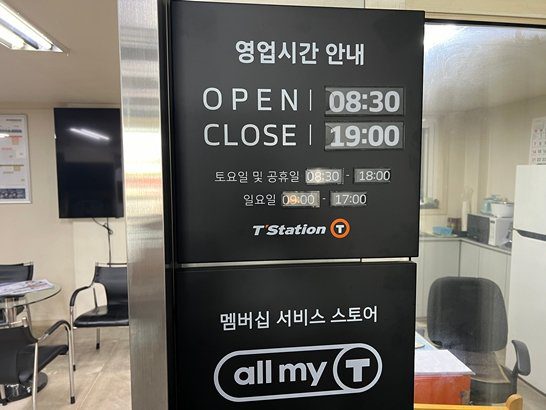 영업시간 안내
OPEN | 08:30
CLOSE | 19:00
토요일 및 공휴일 08:30 - 18:00
일요일 09:00 - 17:00
T'Station T
멤버십 서비스 스토어
all my T